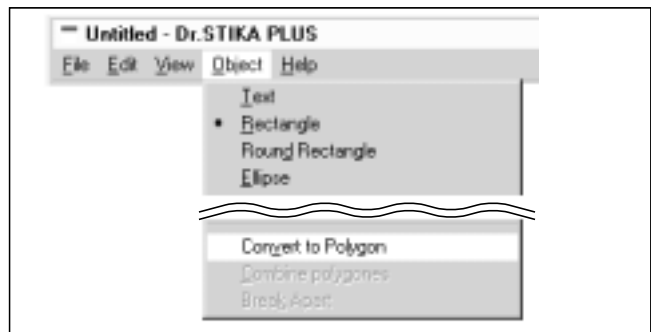 Untitled - Dr.STIKA PLUS
File Edit View Object Help
Text
• Rectangle
Round Rectangle
Ellipse
Convert to Polygon
Combine polygones
Break Apart